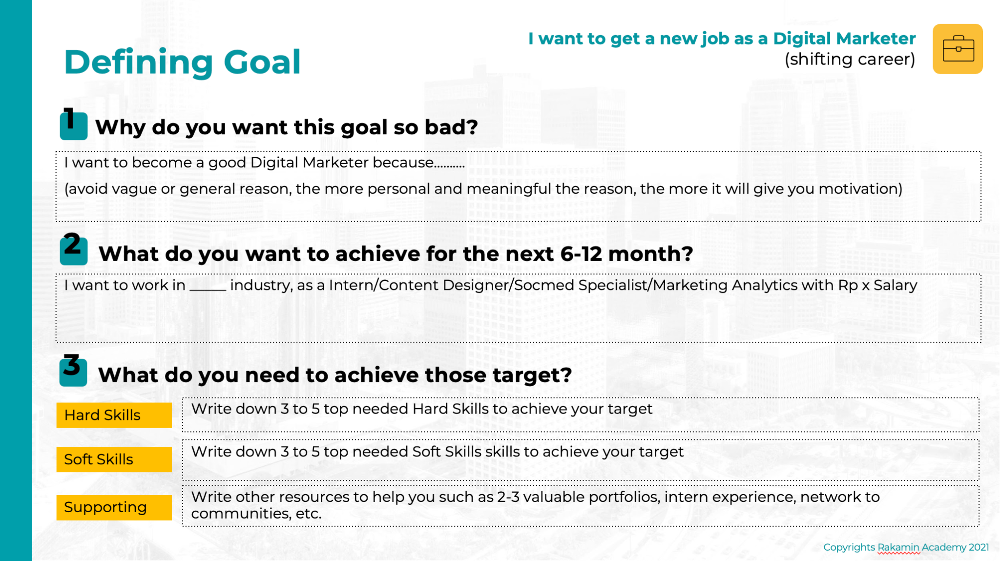 Defining Goal
I want to get a new job as a Digital Marketer
(shifting career)
1
Why do you want this goal so bad?
I want to become a good Digital Marketer because..........
(avoid vague or general reason, the more personal and meaningful the reason, the more it will give you motivation)
2
What do you want to achieve for the next 6-12 month?
I want to work in _____ industry, as a Intern/Content Designer/Socmed Specialist/Marketing Analytics with Rp x Salary
3
What do you need to achieve those target?
Hard Skills
Write down 3 to 5 top needed Hard Skills to achieve your target
Soft Skills
Write down 3 to 5 top needed Soft Skills skills to achieve your target
Supporting
Write other resources to help you such as 2-3 valuable portfolios, intern experience, network to
communities, etc.
Copyrights Rakamin Academy 2021